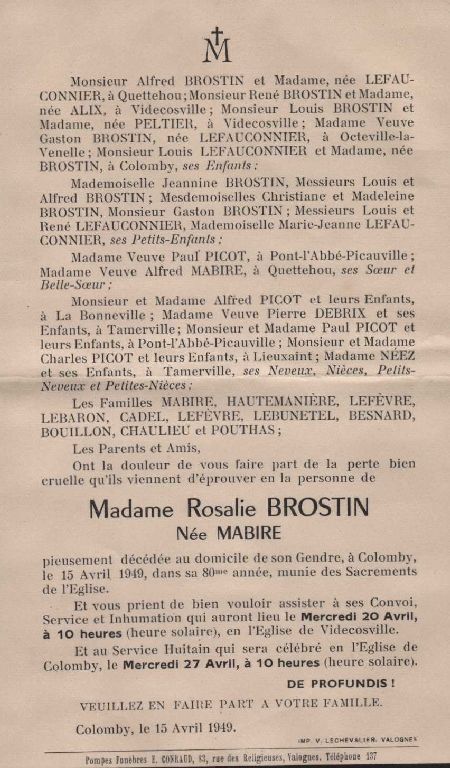 M
Monsieur Alfred BROSTIN et Madame, née LEFAU-
CONNIER, à Quettehou; Monsieur René BROSTIN et Madame,
née ALIX, à Videcosville; Monsieur Louis BROSTIN et
Madame, née PELTIER, à Videcosville; Madame Veuve
Gaston BROSTIN, née LEFAUCONNIER, à Octeville-la-
Venelle; Monsieur Louis LEFAUCONNIER et Madame, née
BROSTIN, à Colomby, ses Enfants;
Mademoiselle Jeannine BROSTIN, Messieurs Louis et
Alfred BROSTIN; Mesdemoiselles Christiane et Madeleine
BROSTIN, Monsieur Gaston BROSTIN; Messieurs Louis et
René LEFAUCONNIER, Mademoiselle Marie-Jeanne LEFAU-
CONNIER, ses Petits-Enfants;
Madame Veuve Paul PICOT, à Pont-l'Abbé-Picauville;
Madame Veuve Alfred MABIRE, à Quettehou, ses Sœur et
Belle-Sœur;
Monsieur et Madame Alfred PICOT et leurs Enfants,
à La Bonneville; Madame Veuve Pierre DEBRIX et ses
Enfants, à Tamerville; Monsieur et Madame Paul PICOT et
leurs Enfants, à Pont-l'Abbé-Picauville; Monsieur et Madame
Charles PICOT et leurs Enfants, à Lieuxaint; Madame NÉEZ
et ses Enfants, à Tamerville, ses Neveux, Nièces, Petits-
Neveux et Petites-Nièces;
Les Familles MABIRE, HAUTEMANIÈRE, LEFÈVRE,
LEBARON, CADEL, LEFÈVRE, LEBUNETEL, BESNARD,
BOUILLON, CHAULIEU et POUTHAS;
Les Parents et Amis,
Ont la douleur de vous faire part de la perte bien
cruelle qu'ils viennent d'éprouver en la personne de
Madame Rosalie BROSTIN
Née MABIRE
pieusement décédée au domicile de son Gendre, à Colomby,
le 15 Avril 1949, dans sa 80me année, munie des Sacrements
de l'Eglise.
Et vous prient de bien vouloir assister à ses Convoi,
Service et Inhumation qui auront lieu le Mercredi 20 Avril,
à 10 heures (heure solaire), en l'Eglise de Videcosville.
Et au Service Huitain qui sera célébré en l'Eglise de
Colomby, le Mercredi 27 Avril, à 10 heures (heure solaire).
DE PROFUNDIS!
VEUILLEZ EN FAIRE PART A VOTRE FAMILLE.
Colomby, le 15 Avril 1949.
IMP. V. LECHEVALIER, VALOGNES
Pompes Funèbres F. CONRAUD, 83, rue des Religieuses, Valognes. Téléphone 137